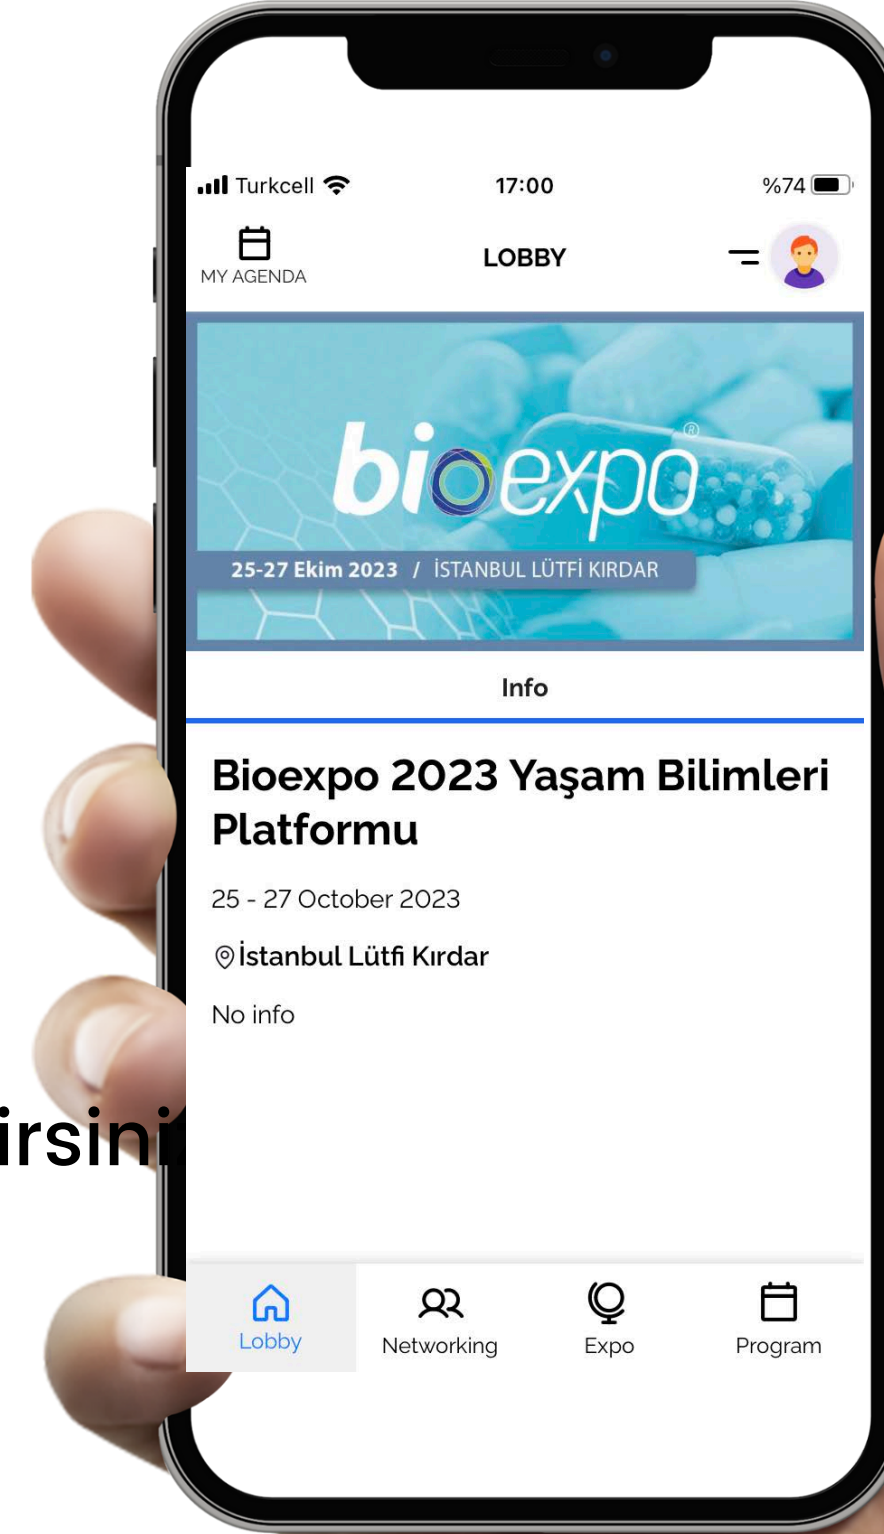 Turkcell 17:00 %74
MY AGENDA
LOBBY
bioexpo®
25-27 Ekim 2023 / İSTANBUL LÜTFİ KIRDAR
Info
Bioexpo 2023 Yaşam Bilimleri
Platformu
25 - 27 October 2023
İstanbul Lütfi Kırdar
No info
irsiniz
Lobby
Networking
Expo
Program